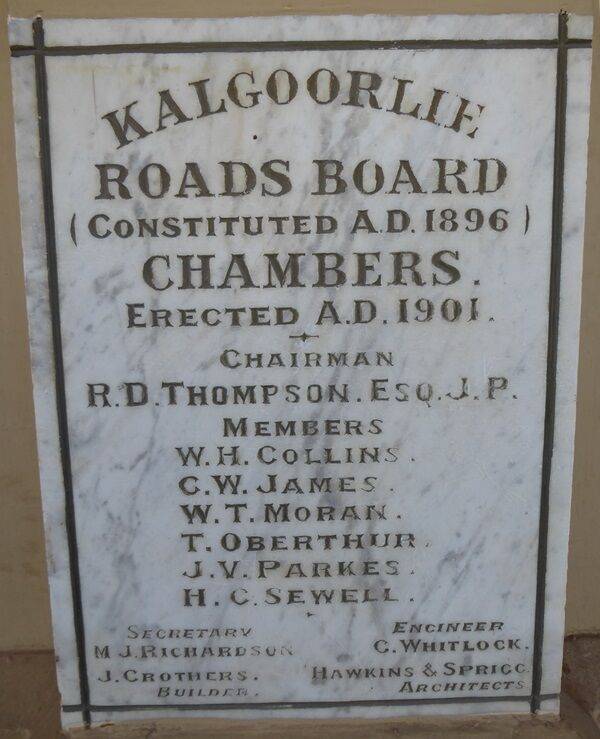 KALGOORLIE
ROADS BOARD
(CONSTITUTED A.D. 1896)
CHAMBERS.
ERECTED A.D. 1901.
CHAIRMAN
R. D. THOMPSON. ESQ. J. P.
MEMBERS
W. H. COLLINS.
C. W. JAMES.
W. T. MORAN.
T. OBERTHUR.
J. V. PARKES.
H. C. SEWELL.
SECRETARY
M J. RICHARDSON
J. CROTHERS.
BUILDER.
ENGINEER
C. WHITLOCK.
HAWKINS & SPRIGG
ARCHITECTS